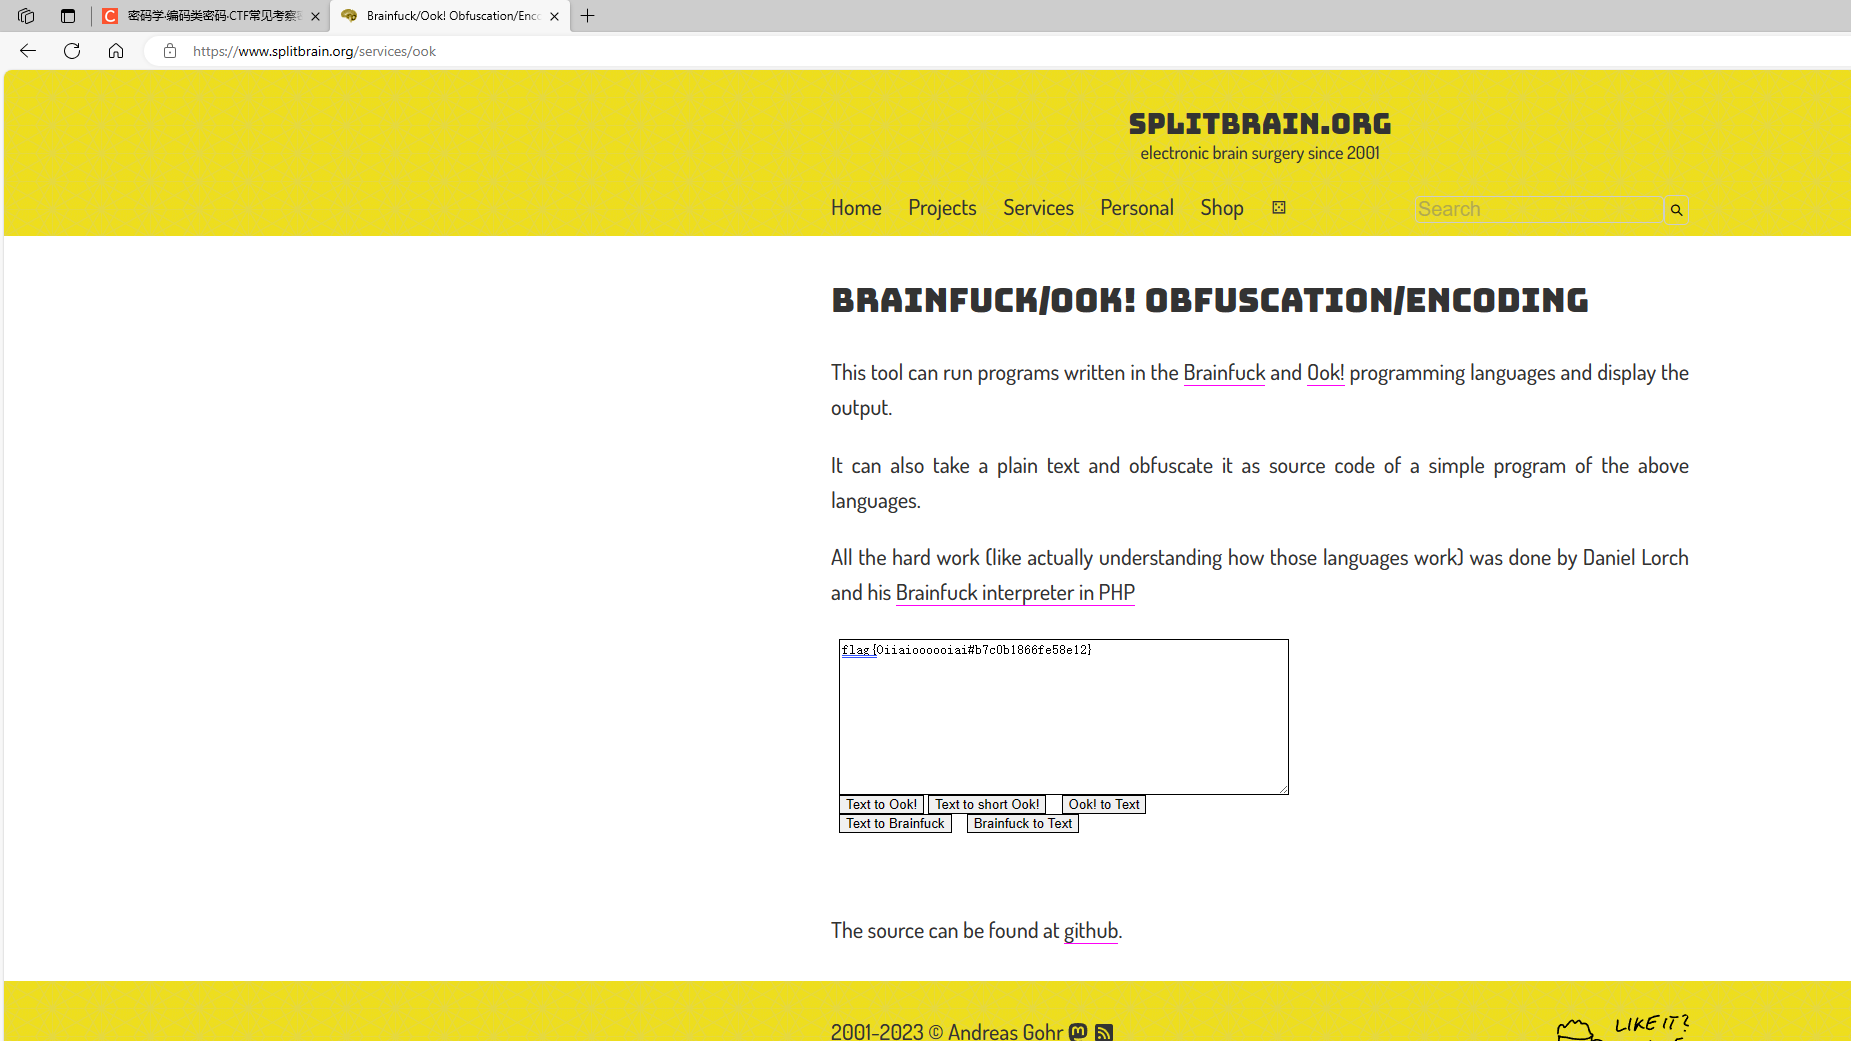 密码学·编码类密码·CTF常见考察
Brainfuck/Ook! Obfuscation/Enco
https://www.splitbrain.org/services/ook
SPLITBRAIN.ORG
electronic brain surgery since 2001
Home Projects Services Personal Shop
Search
BRAINFUCK/OOK! OBFUSCATION/ENCODING
This tool can run programs written in the Brainfuck and Ook! programming languages and display the
output.
It can also take a plain text and obfuscate it as source code of a simple program of the above
languages.
All the hard work (like actually understanding how those languages work) was done by Daniel Lorch
and his Brainfuck interpreter in PHP
flag{Oiiaioooooiai#b7c0b1866fe58e12}
Text to Ook! Text to short Ook! Ook! to Text
Text to Brainfuck Brainfuck to Text
The source can be found at github.
2001-2023 © Andreas Gohr
LIKE IT?